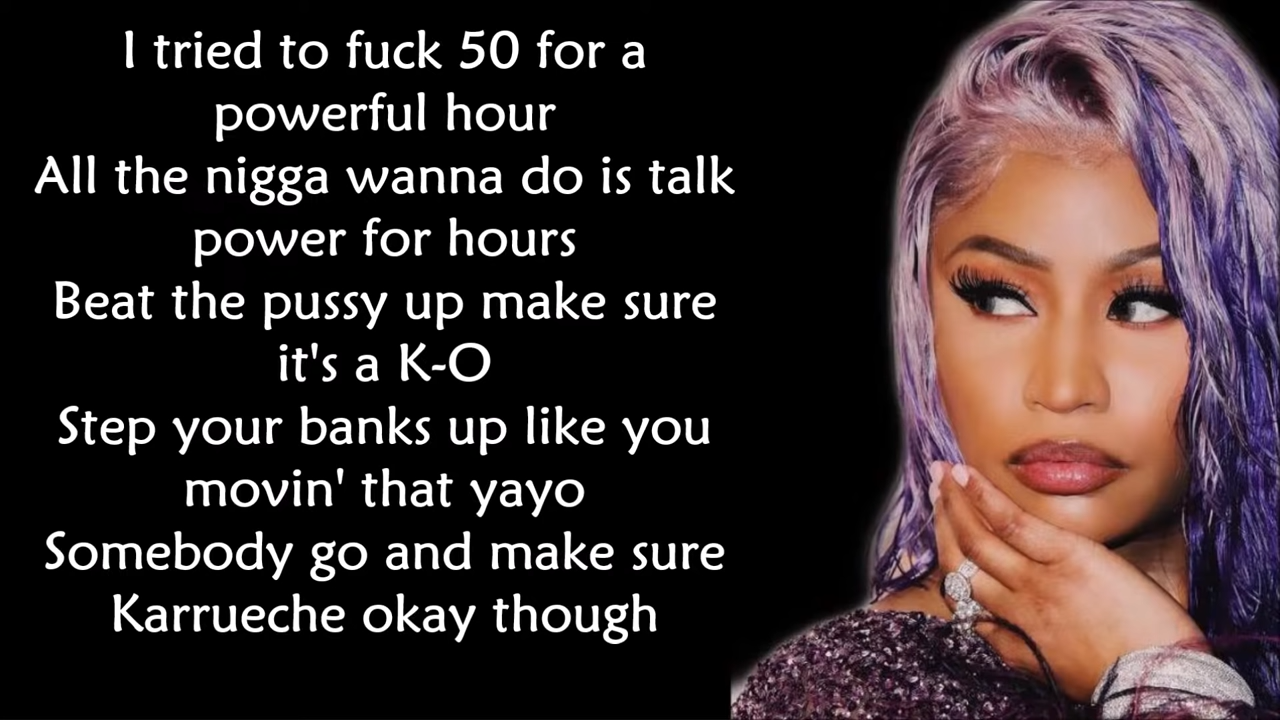 I tried to fuck 50 for a
powerful hour
All the nigga wanna do is talk
power for hours
Beat the pussy up make sure
it's a K-O
Step your banks up like you
movin' that yayo
Somebody go and make sure
Karrueche okay though